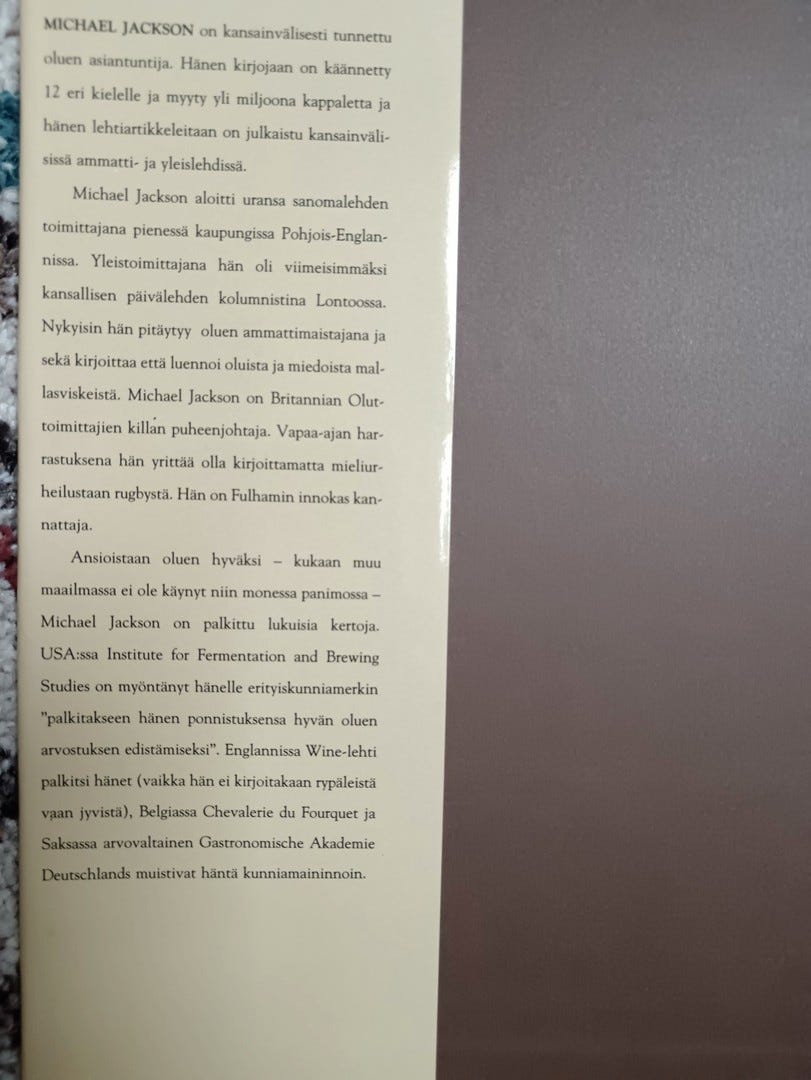 MICHAEL JACKSON on kansainvälisesti tunnettu
oluen asiantuntija. Hänen kirjojaan on käännetty
12 eri kielelle ja myyty yli miljoona kappaletta ja
hänen lehtiartikkeleitaan on julkaistu kansainväli-
sissä ammatti- ja yleislehdissä.
Michael Jackson aloitti uransa sanomalehden
toimittajana pienessä kaupungissa Pohjois-Englan-
nissa. Yleistoimittajana hän oli viimeisimmäksi
kansallisen päivälehden kolumnistina Lontoossa.
Nykyisin hän pitäytyy oluen ammattimaistajana ja
sekä kirjoittaa että luennoi oluista ja miedoista mal-
lasviskeistä. Michael Jackson on Britannian Olut-
toimittajien killan puheenjohtaja. Vapaa-ajan har-
rastuksena hän yrittää olla kirjoittamatta mieliur-
heilustaan rugbystä. Hän on Fulhamin innokas kan-
nattaja.
Ansioistaan oluen hyväksi – kukaan muu
maailmassa ei ole käynyt niin monessa panimossa –
Michael Jackson on palkittu lukuisia kertoja.
USA:ssa Institute for Fermentation and Brewing
Studies on myöntänyt hänelle erityiskunniamerkin
"palkitakseen hänen ponnistuksensa hyvän oluen
arvostuksen edistämiseksi". Englannissa Wine-lehti
palkitsi hänet (vaikka hän ei kirjoitakaan rypäleistä
vaan jyvistä), Belgiassa Chevalerie du Fourquet ja
Saksassa arvovaltainen Gastronomische Akademie
Deutschlands muistivat häntä kunniamaininnoin.